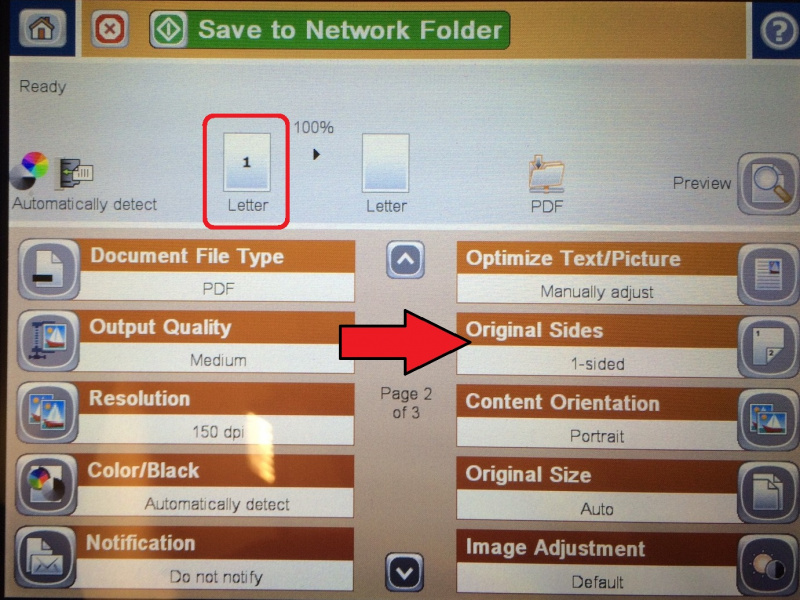 Save to Network Folder
?
Ready
100%
1
Automatically detect
Letter
Letter
PDF
Preview
Document File Type
PDF
Output Quality
Medium
Resolution
150 dpi
Color/Black
Automatically detect
Notification
Do not notify
Page 2
of 3
Optimize Text/Picture
Manually adjust
Original Sides
1-sided
1
2
Content Orientation
Portrait
Original Size
Auto
Image Adjustment
Default